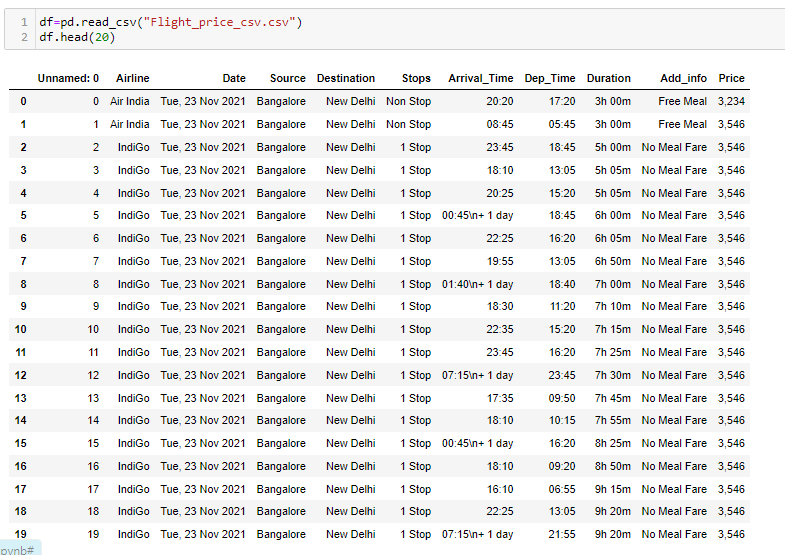 1 df=pd.read_csv("Flight_price_csv.csv")
2 df.head(20)
Unnamed: 0 Airline Date Source Destination Stops Arrival_Time Dep_Time Duration Add_info Price
0 0 Air India Tue, 23 Nov 2021 Bangalore New Delhi Non Stop 20:20 17:20 3h 00m Free Meal 3,234
1 1 Air India Tue, 23 Nov 2021 Bangalore New Delhi Non Stop 08:45 05:45 3h 00m Free Meal 3,546
2 2 IndiGo Tue, 23 Nov 2021 Bangalore New Delhi 1 Stop 23:45 18:45 5h 00m No Meal Fare 3,546
3 3 IndiGo Tue, 23 Nov 2021 Bangalore New Delhi 1 Stop 18:10 13:05 5h 05m No Meal Fare 3,546
4 4 IndiGo Tue, 23 Nov 2021 Bangalore New Delhi 1 Stop 20:25 15:20 5h 05m No Meal Fare 3,546
5 5 IndiGo Tue, 23 Nov 2021 Bangalore New Delhi 1 Stop 00:45\n+ 1 day 18:45 6h 00m No Meal Fare 3,546
6 6 IndiGo Tue, 23 Nov 2021 Bangalore New Delhi 1 Stop 22:25 16:20 6h 05m No Meal Fare 3,546
7 7 IndiGo Tue, 23 Nov 2021 Bangalore New Delhi 1 Stop 19:55 13:05 6h 50m No Meal Fare 3,546
8 8 IndiGo Tue, 23 Nov 2021 Bangalore New Delhi 1 Stop 01:40\n+ 1 day 18:40 7h 00m No Meal Fare 3,546
9 9 IndiGo Tue, 23 Nov 2021 Bangalore New Delhi 1 Stop 18:30 11:20 7h 10m No Meal Fare 3,546
10 10 IndiGo Tue, 23 Nov 2021 Bangalore New Delhi 1 Stop 22:35 15:20 7h 15m No Meal Fare 3,546
11 11 IndiGo Tue, 23 Nov 2021 Bangalore New Delhi 1 Stop 23:45 16:20 7h 25m No Meal Fare 3,546
12 12 IndiGo Tue, 23 Nov 2021 Bangalore New Delhi 1 Stop 07:15\n+ 1 day 23:45 7h 30m No Meal Fare 3,546
13 13 IndiGo Tue, 23 Nov 2021 Bangalore New Delhi 1 Stop 17:35 09:50 7h 45m No Meal Fare 3,546
14 14 IndiGo Tue, 23 Nov 2021 Bangalore New Delhi 1 Stop 18:10 10:15 7h 55m No Meal Fare 3,546
15 15 IndiGo Tue, 23 Nov 2021 Bangalore New Delhi 1 Stop 00:45\n+ 1 day 16:20 8h 25m No Meal Fare 3,546
16 16 IndiGo Tue, 23 Nov 2021 Bangalore New Delhi 1 Stop 18:10 09:20 8h 50m No Meal Fare 3,546
17 17 IndiGo Tue, 23 Nov 2021 Bangalore New Delhi 1 Stop 16:10 06:55 9h 15m No Meal Fare 3,546
18 18 IndiGo Tue, 23 Nov 2021 Bangalore New Delhi 1 Stop 22:25 13:05 9h 20m No Meal Fare 3,546
19 19 IndiGo Tue, 23 Nov 2021 Bangalore New Delhi 1 Stop 07:15\n+ 1 day 21:55 9h 20m No Meal Fare 3,546
pynb#